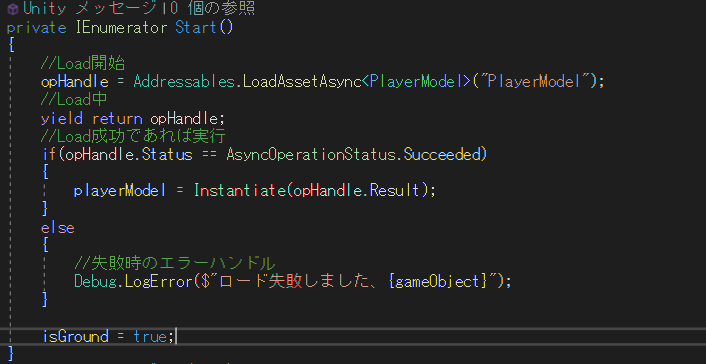 Unity メッセージ|0 個の参照
private IEnumerator Start()
{
//Load開始
opHandle = Addressables.LoadAssetAsync<PlayerModel>("PlayerModel");
//Load中
yield return opHandle;
//Load成功であれば実行
if(opHandle.Status == AsyncOperationStatus.Succeeded)
{
playerModel = Instantiate(opHandle.Result);
}
else
{
//失敗時のエラーハンドル
Debug.LogError($"ロード失敗しました、{gameObject}");
}
isGround = true;
}